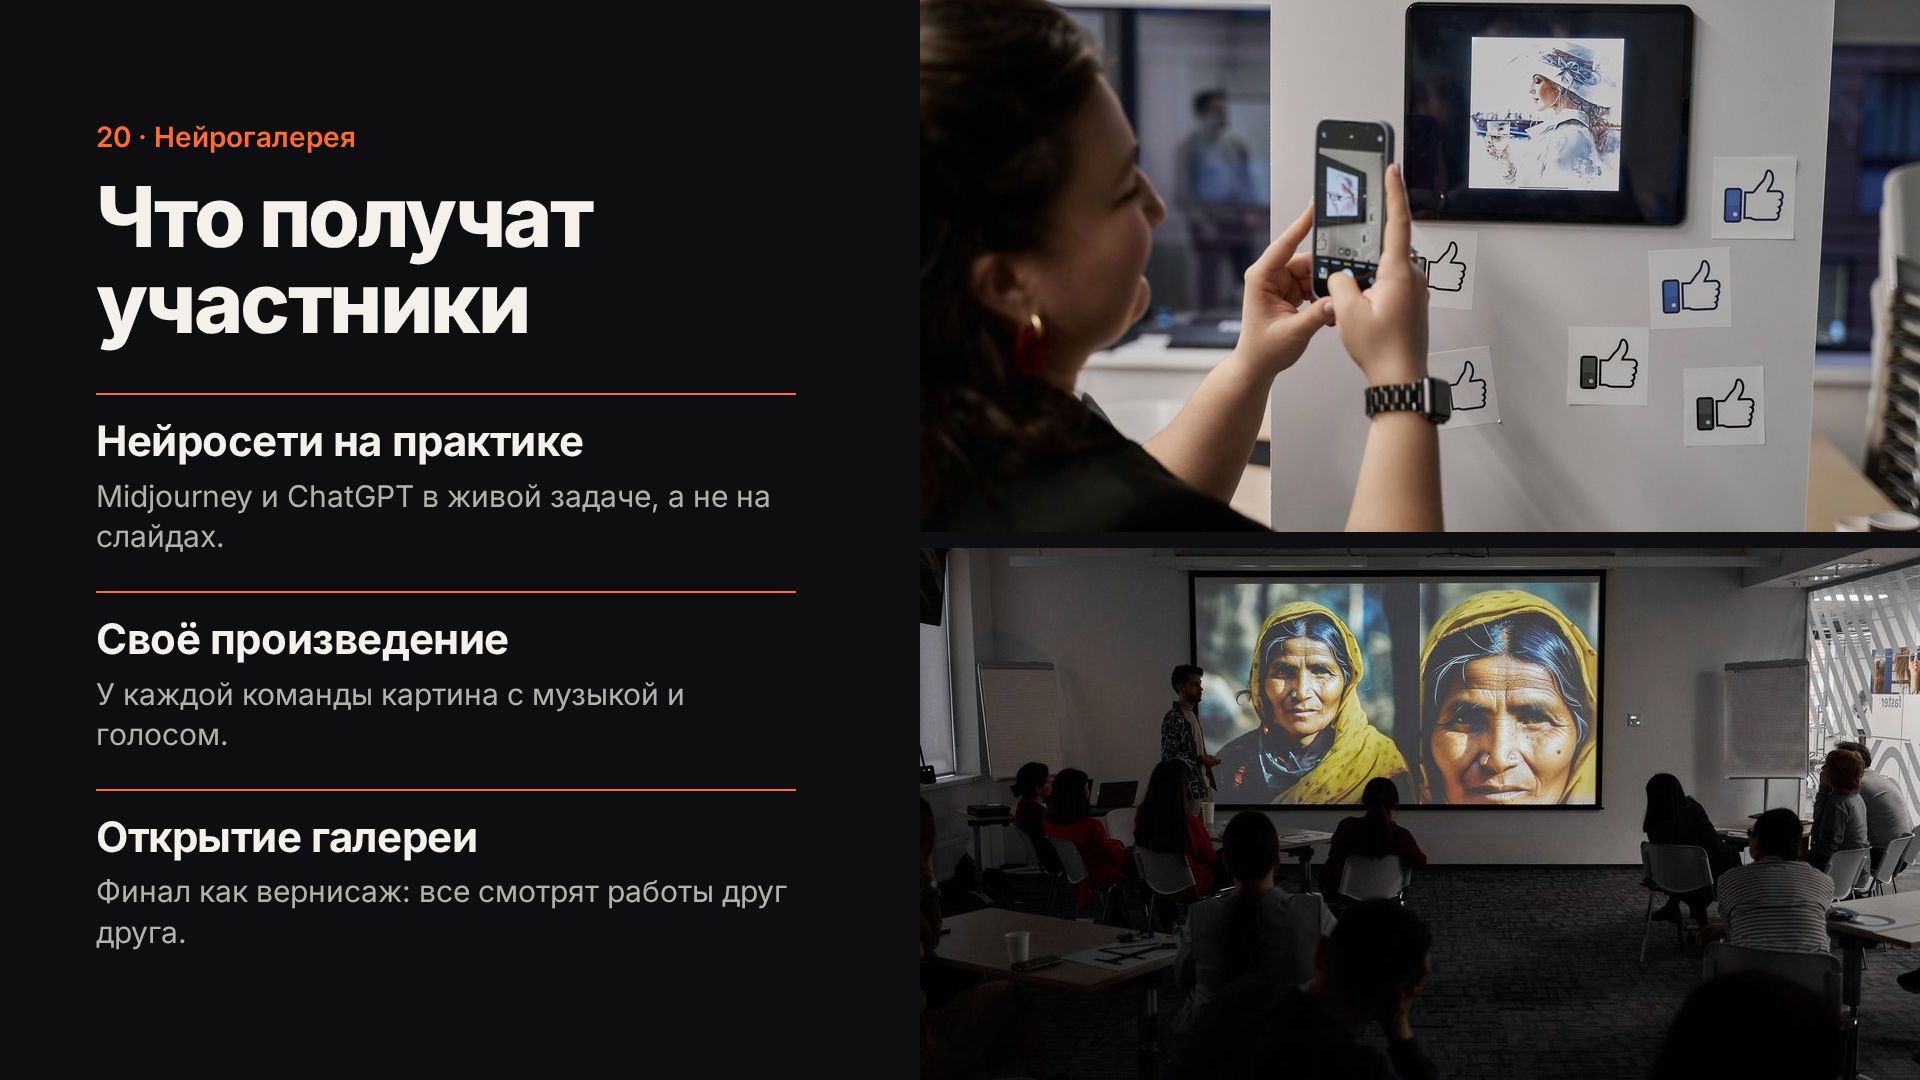 20 · Нейрогалерея
Что получат
участники
Нейросети на практике
Midjourney и ChatGPT в живой задаче, а не на
слайдах.
Своё произведение
У каждой команды картина с музыкой и
голосом.
Открытие галереи
Финал как вернисаж: все смотрят работы друг
друга.